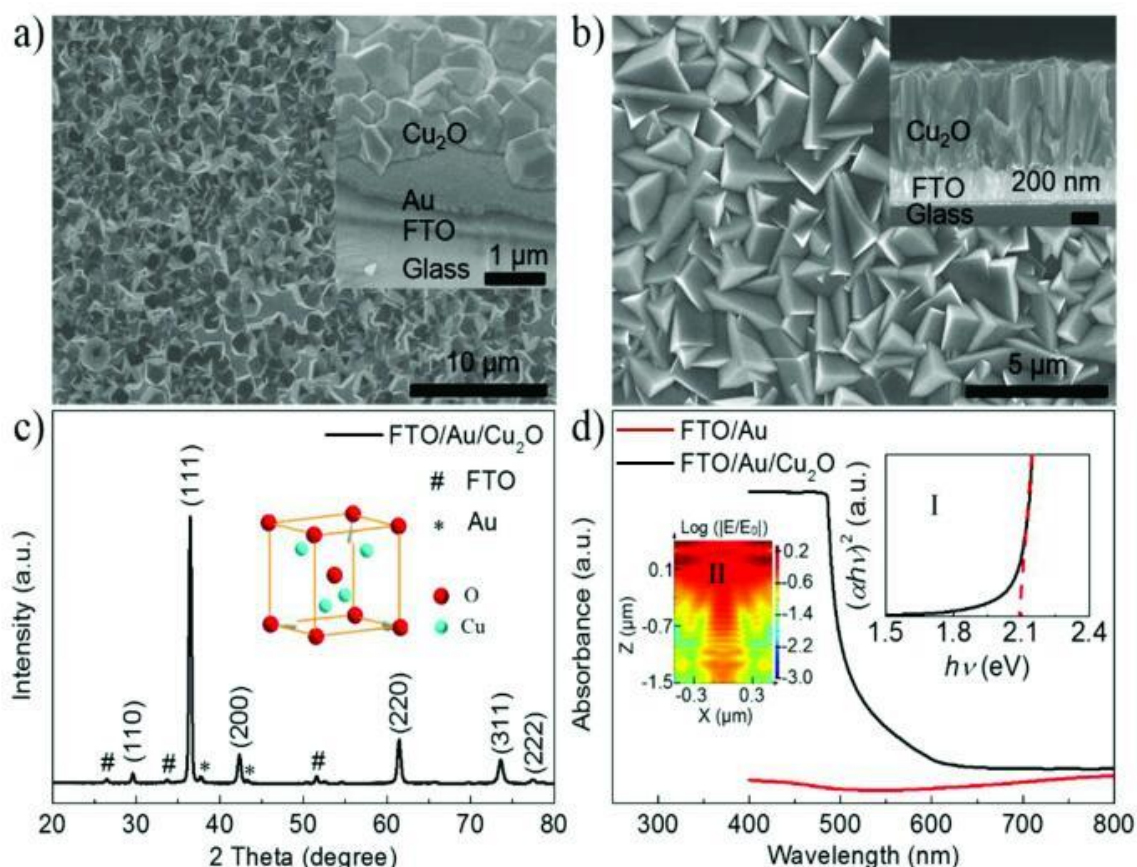 a)
Cu₂O
Au
FTO
Glass
1 µm
10 µm
b)
Cu₂O
FTO
200 nm
Glass
5 µm
c)
FTO/Au/Cu₂O
# FTO
* Au
O
Cu
(111)
(110)
(200)
(220)
(311)
(222)
#
#
*
*
#
Intensity (a.u.)
20 30 40 50 60 70 80
2 Theta (degree)
d)
FTO/Au
FTO/Au/Cu₂O
Log (|E/E₀|)
II
0.1
-0.7
-1.5
Z (µm)
-0.3 0.3
X (µm)
0.2
-0.6
-1.4
-2.2
-3.0
I
(αhν)² (a.u.)
1.5 1.8 2.1 2.4
hν (eV)
Absorbance (a.u.)
300 400 500 600 700 800
Wavelength (nm)